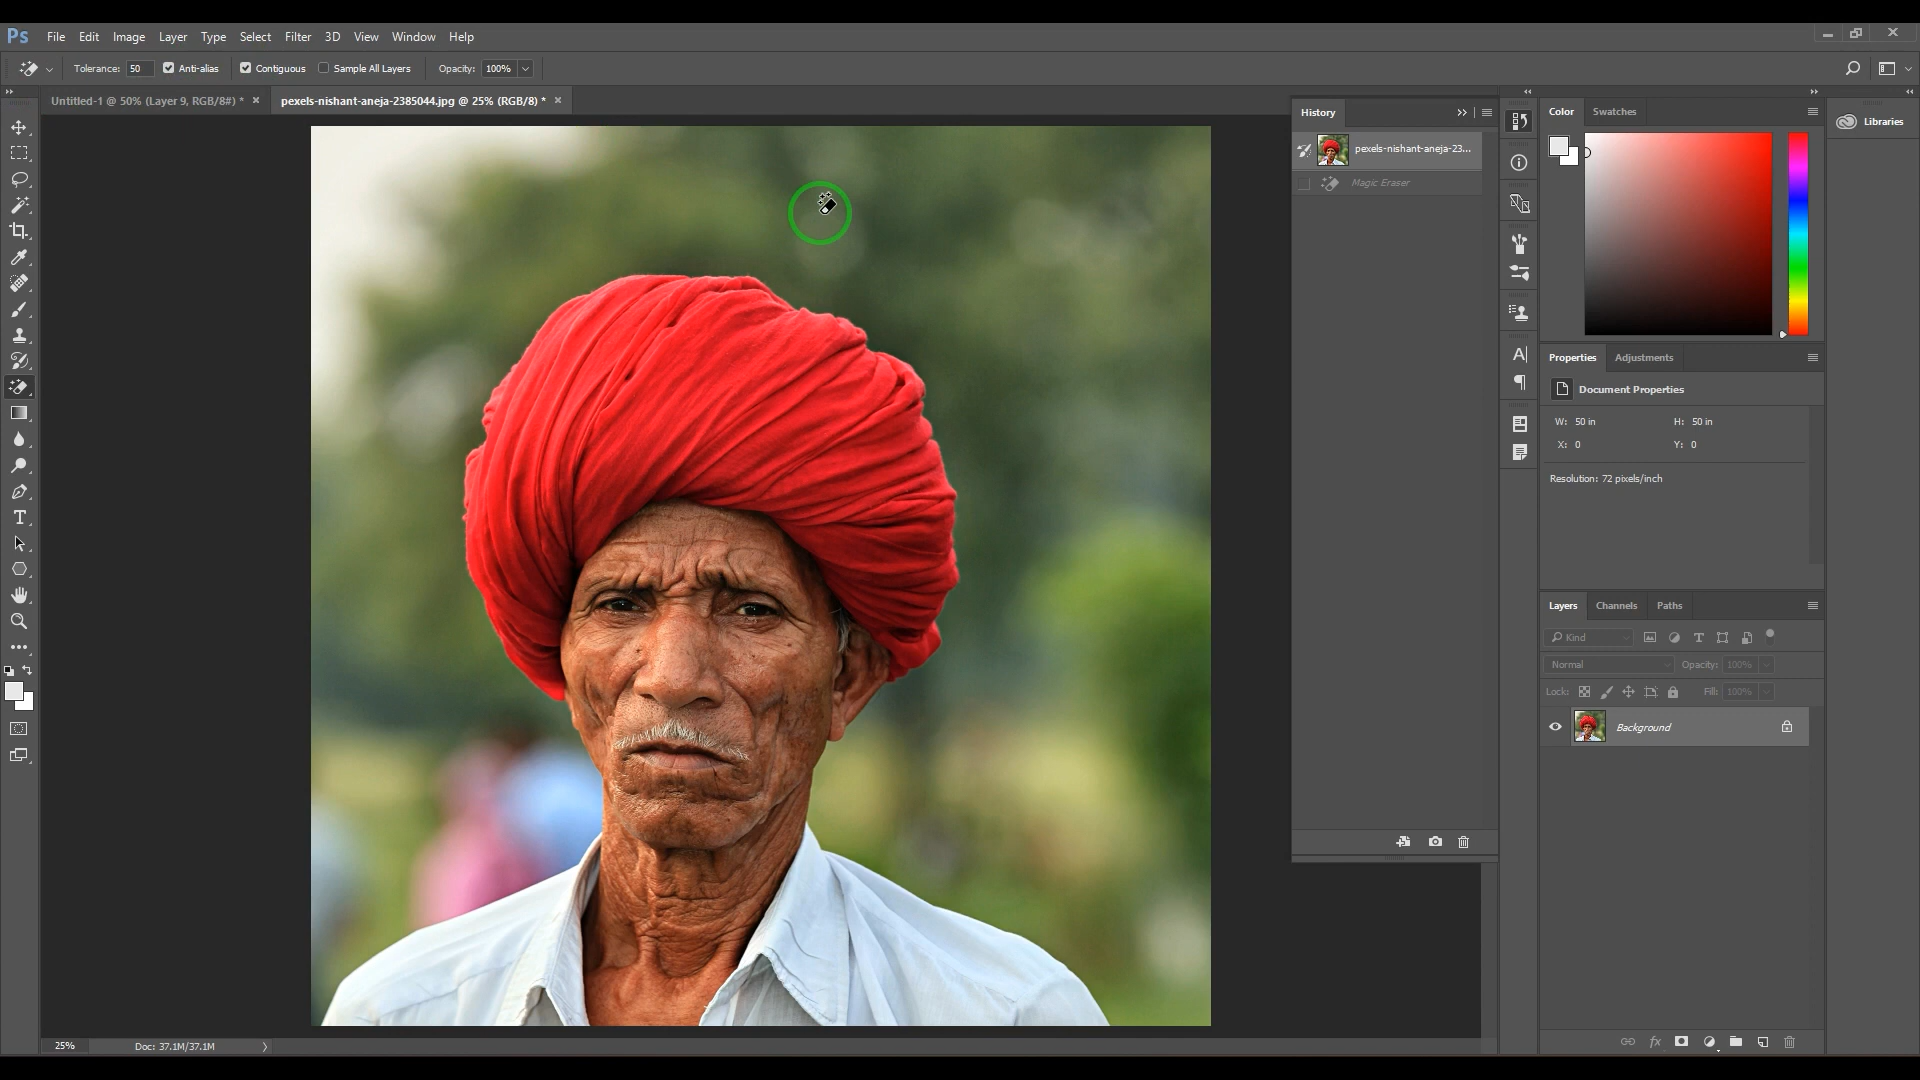 Ps File Edit Image Layer Type Select Filter 3D View Window Help
Tolerance: 50 Anti-alias Contiguous Sample All Layers Opacity: 100%
Untitled-1 @ 50% (Layer 9, RGB/8#) * pexels-nishant-aneja-2385044.jpg @ 25% (RGB/8) *
History
pexels-nishant-aneja-23...
Magic Eraser
Color Swatches
Libraries
Properties Adjustments
Document Properties
W: 50 in H: 50 in
X: 0 Y: 0
Resolution: 72 pixels/inch
Layers Channels Paths
Kind
Normal Opacity: 100%
Lock: Fill: 100%
Background
25% Doc: 37.1M/37.1M